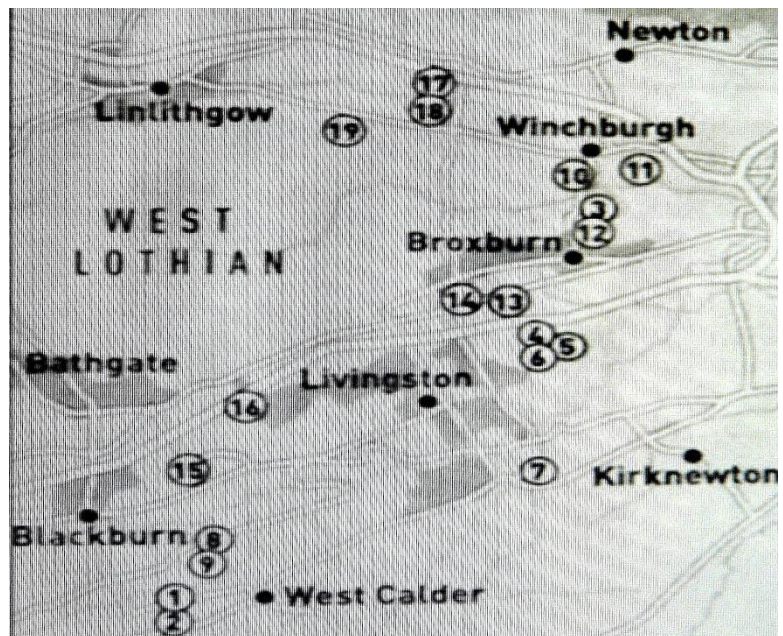 Newton
17
Linlithgow
18
19
Winchburgh
10
11
WEST
3
12
LOTHIAN
Broxburn
14
13
4
5
6
Bathgate
Livingston
16
15
7
Kirknewton
Blackburn
8
9
1
West Calder
2